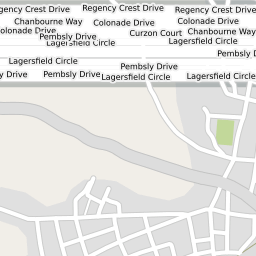 Regency Crest Drive Regency Crest Drive Regency Crest Drive
Chanbourne Way Colonade Drive Colonade Drive
Colonade Drive Pembsly Drive Curzon Court Chanbourne Way
Lagersfield Circle Lagersfield Circle
Pembsly D
Lagersfield Circle Pembsly Drive
y Drive Pembsly Drive Lagersfield Circle Lagersfield Circle